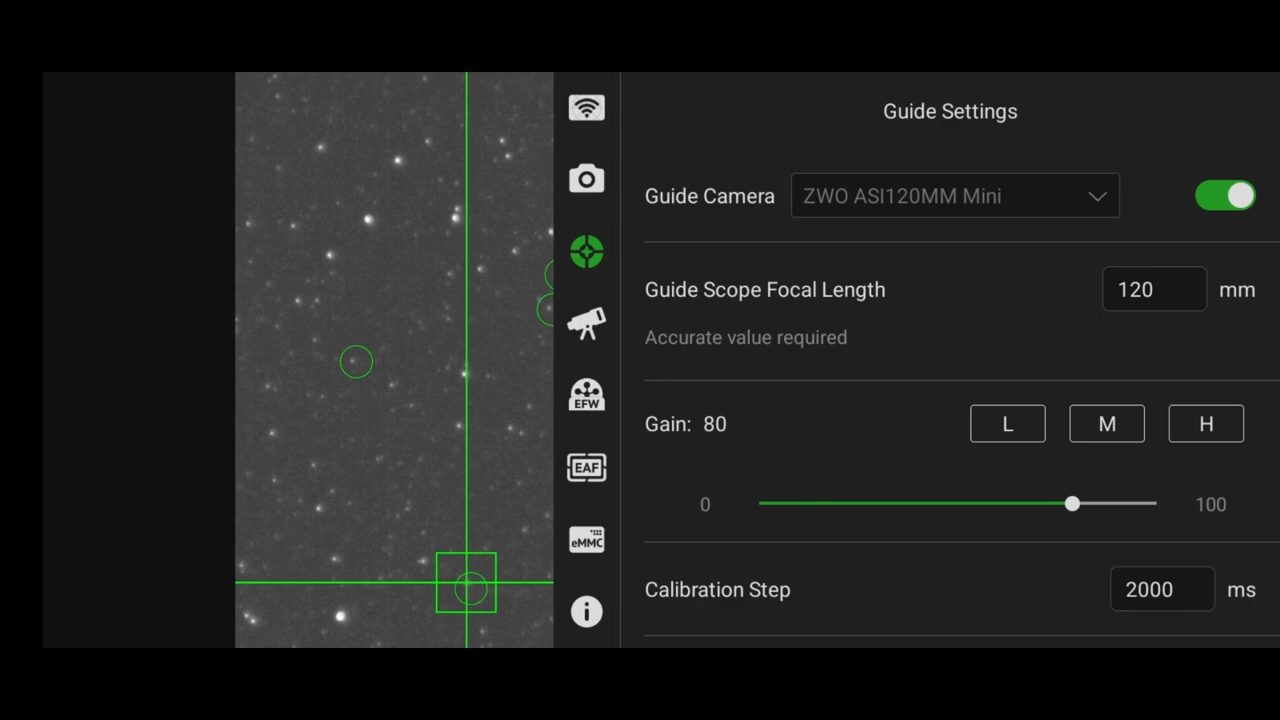 Guide Settings
Guide Camera ZWO ASI120MM Mini
Guide Scope Focal Length 120 mm
Accurate value required
EFW
Gain: 80 L M H
EAF
0 100
eMMC
Calibration Step 2000 ms